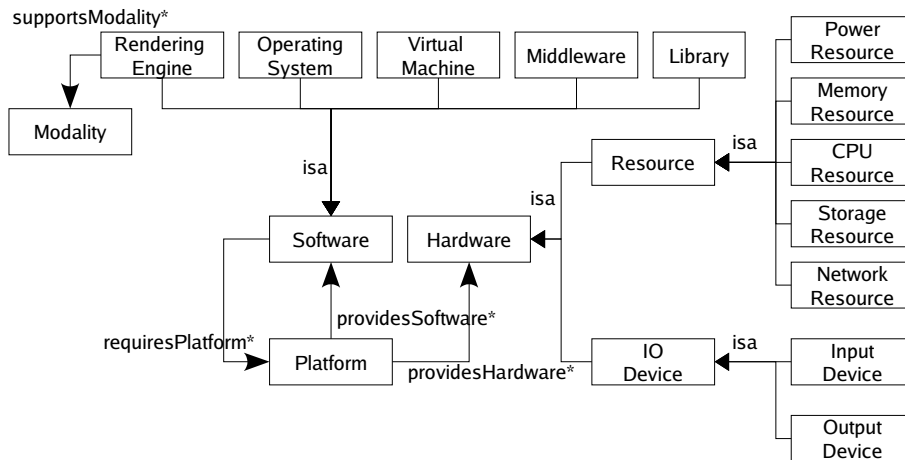 supportsModality*
Rendering
Engine
Operating
System
Virtual
Machine
Middleware
Library
Power
Resource
Modality
Memory
Resource
isa
Resource
isa
CPU
Resource
isa
Storage
Resource
Software
Hardware
Network
Resource
providesSoftware*
requiresPlatform*
Platform
providesHardware*
IO
Device
isa
Input
Device
Output
Device